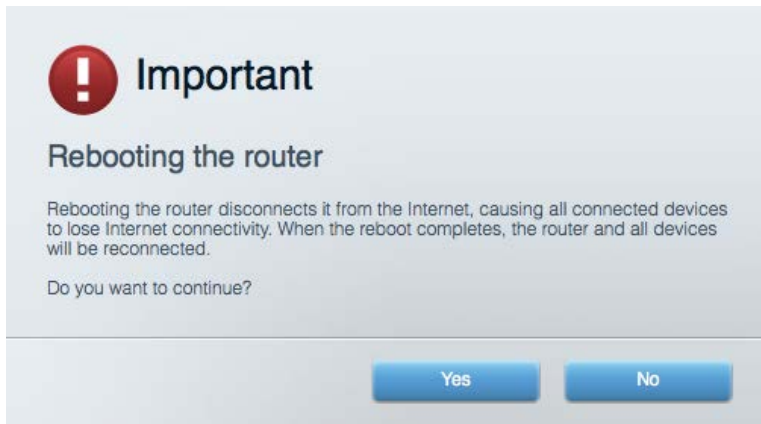 Important
Rebooting the router
Rebooting the router disconnects it from the Internet, causing all connected devices
to lose Internet connectivity. When the reboot completes, the router and all devices
will be reconnected.
Do you want to continue?
Yes No